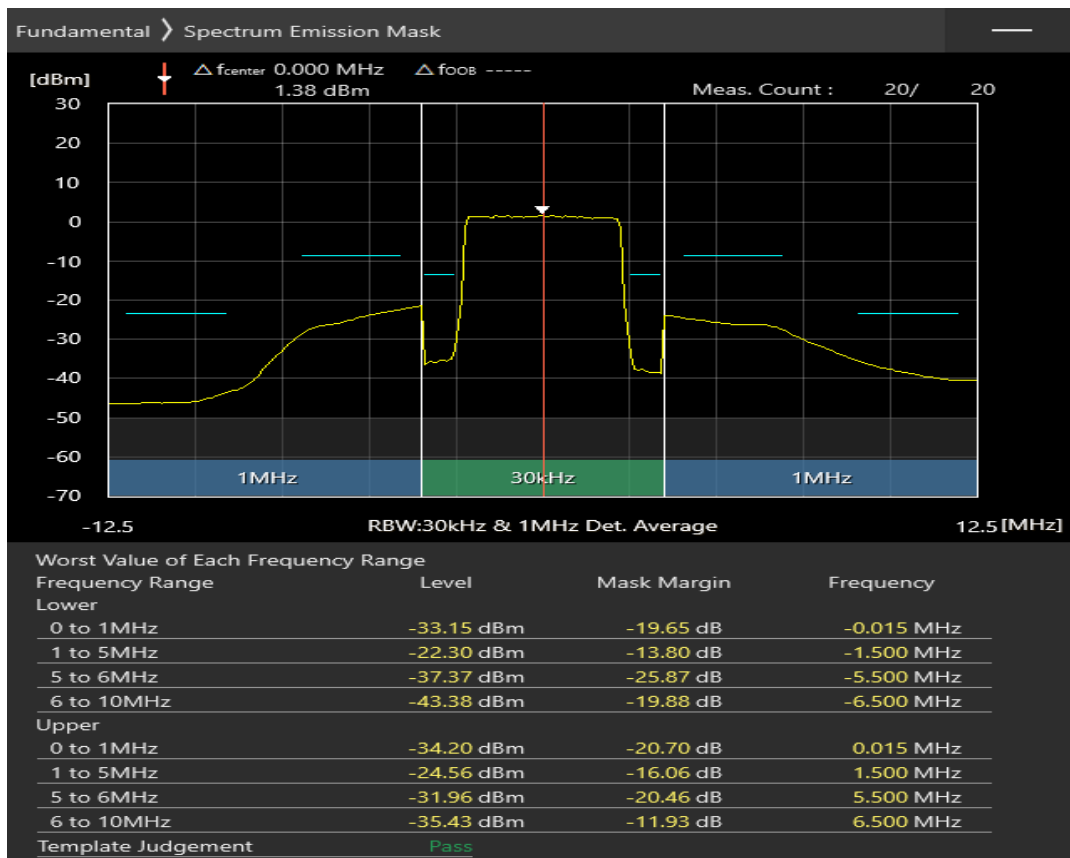 Fundamental 〉 Spectrum Emission Mask
[dBm] △ fcenter 0.000 MHz △ fOOB -----
1.38 dBm Meas. Count : 20/ 20
30
20
10
0
-10
-20
-30
-40
-50
-60
1MHz 30kHz 1MHz
-70
-12.5 RBW:30kHz & 1MHz Det. Average 12.5 [MHz]
Worst Value of Each Frequency Range
Frequency Range Level Mask Margin Frequency
Lower
0 to 1MHz -33.15 dBm -19.65 dB -0.015 MHz
1 to 5MHz -22.30 dBm -13.80 dB -1.500 MHz
5 to 6MHz -37.37 dBm -25.87 dB -5.500 MHz
6 to 10MHz -43.38 dBm -19.88 dB -6.500 MHz
Upper
0 to 1MHz -34.20 dBm -20.70 dB 0.015 MHz
1 to 5MHz -24.56 dBm -16.06 dB 1.500 MHz
5 to 6MHz -31.96 dBm -20.46 dB 5.500 MHz
6 to 10MHz -35.43 dBm -11.93 dB 6.500 MHz
Template Judgement Pass